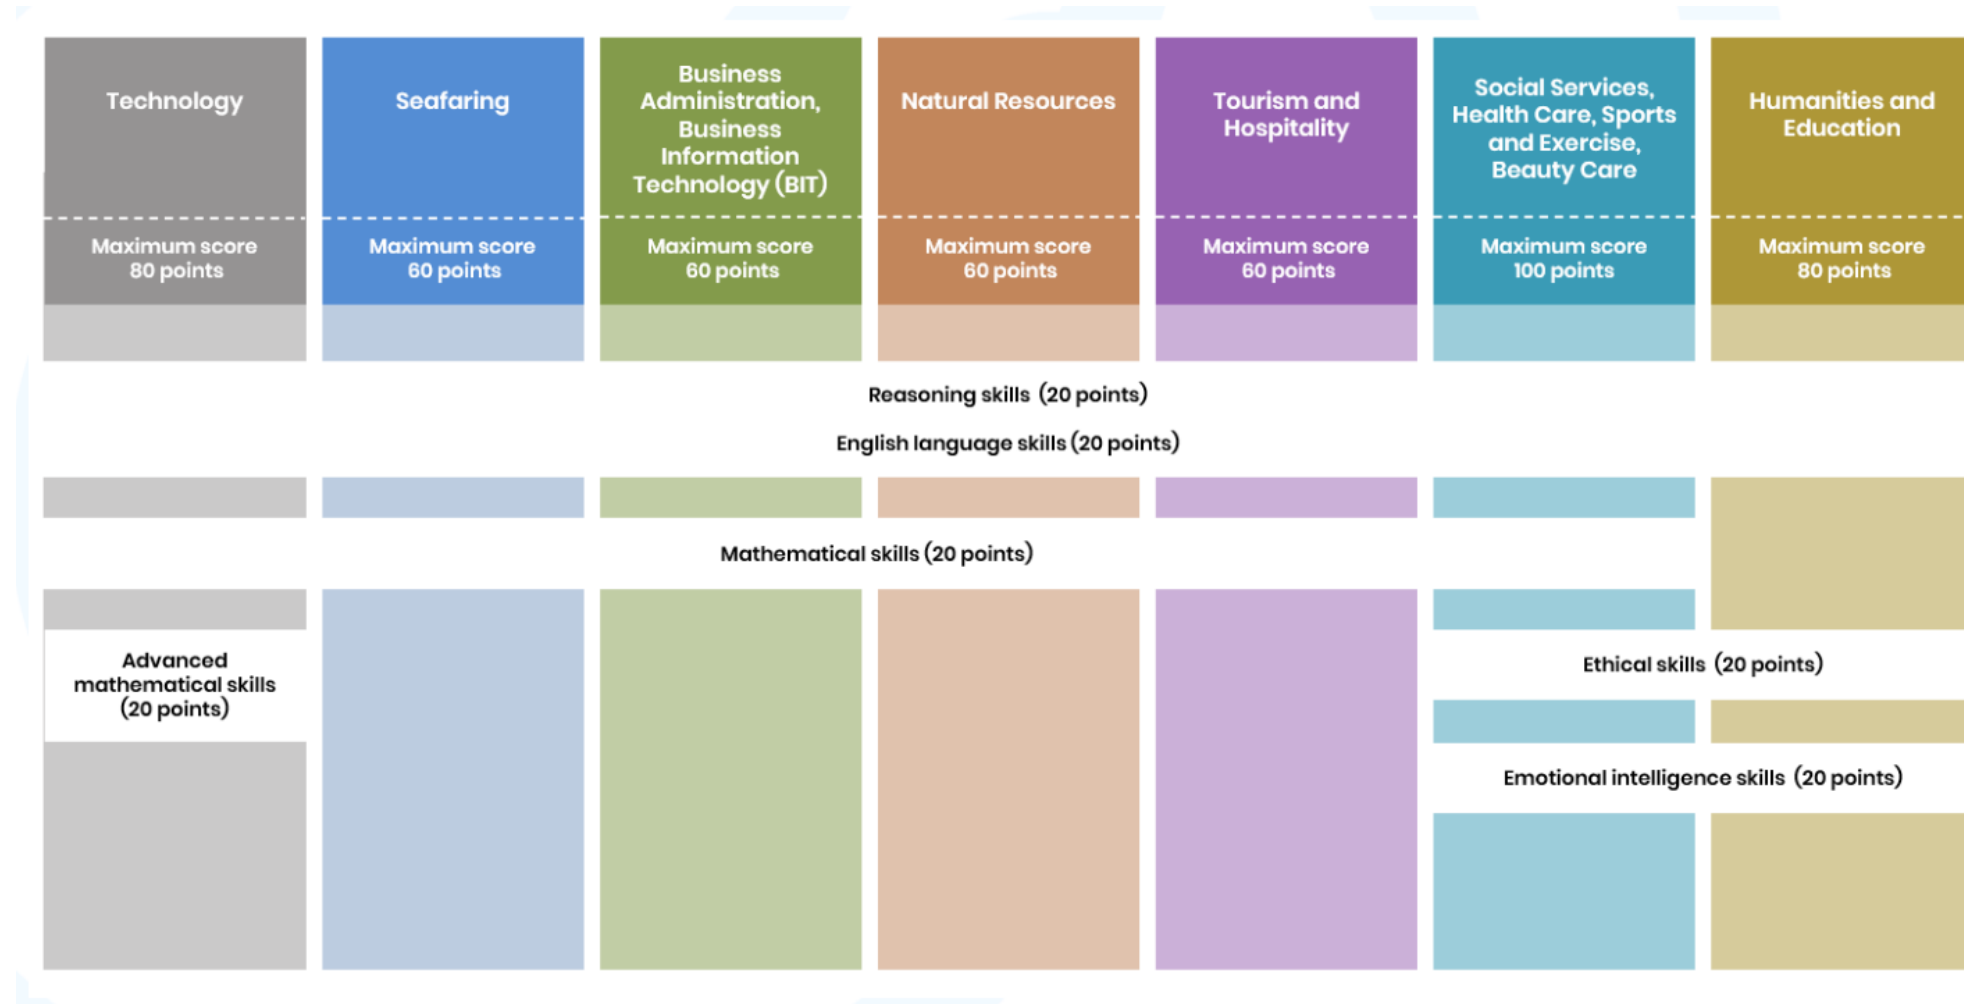 Technology
Maximum score
80 points
Seafaring
Maximum score
60 points
Business
Administration,
Business
Information
Technology (BIT)
Maximum score
60 points
Natural Resources
Maximum score
60 points
Tourism and
Hospitality
Maximum score
60 points
Social Services,
Health Care, Sports
and Exercise,
Beauty Care
Maximum score
100 points
Humanities and
Education
Maximum score
80 points
Reasoning skills (20 points)
English language skills (20 points)
Mathematical skills (20 points)
Advanced
mathematical skills
(20 points)
Ethical skills (20 points)
Emotional intelligence skills (20 points)